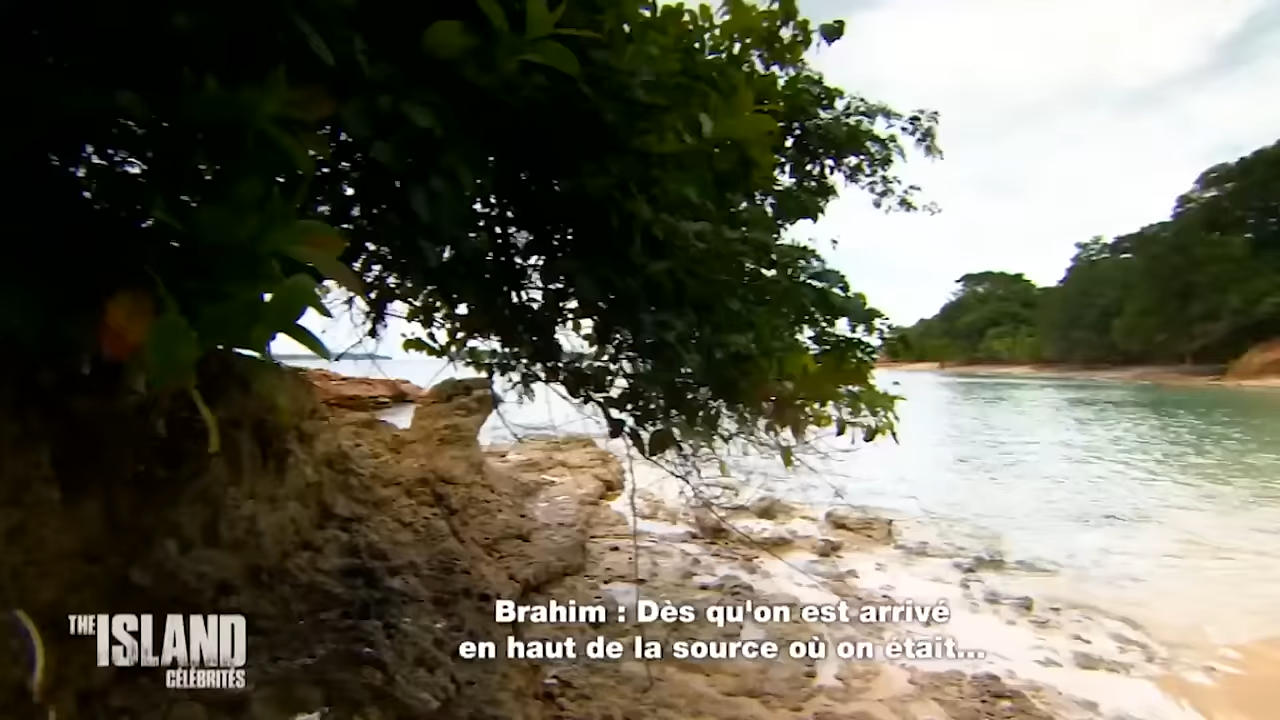 Brahim : Dès qu'on est arrivé
en haut de la source où on était...
THE ISLAND
CÉLÉBRITÉS